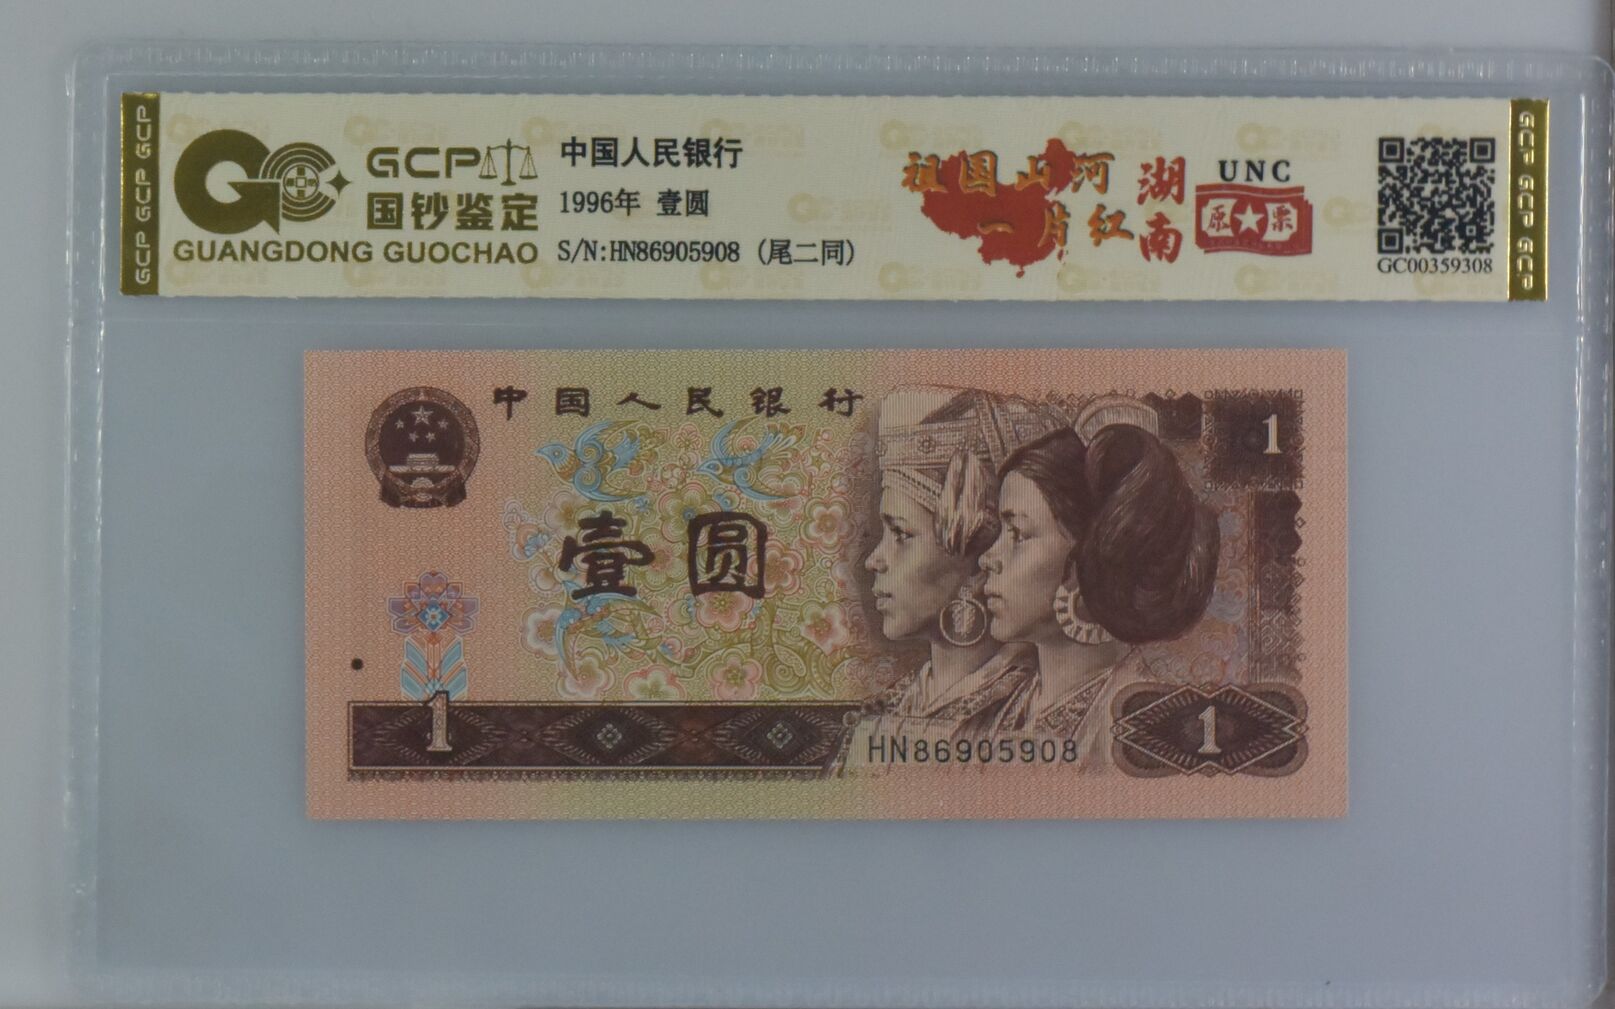 GCP GCP GCP
GCP
国钞鉴定
GUANGDONG GUOCHAO
中国人民银行
1996年 壹圆
S/N:HN86905908 (尾二同)
祖国山河
一片红
湖南
UNC
原票
GC00359308
GCP GCP GCP
中国人民银行
1
壹圆
1
HN86905908
1